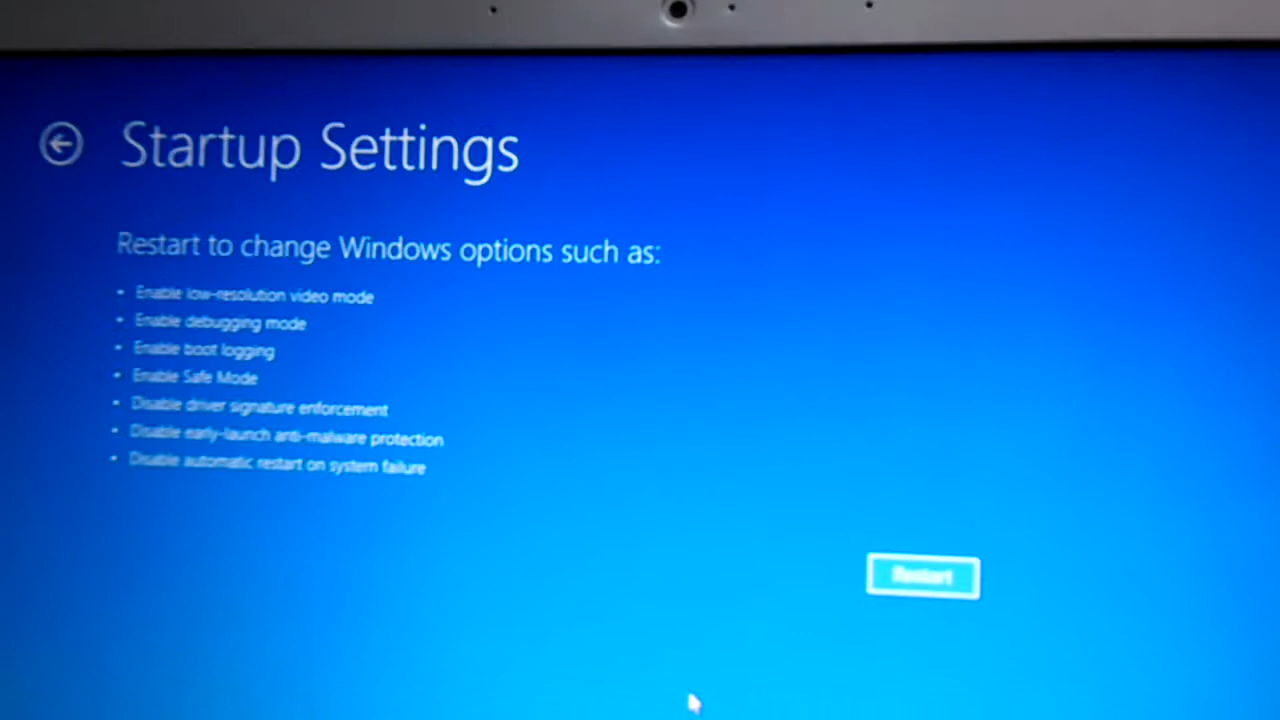 Startup Settings
Restart to change Windows options such as:
• Enable low-resolution video mode
• Enable debugging mode
• Enable boot logging
• Enable Safe Mode
• Disable driver signature enforcement
• Disable early-launch anti-malware protection
• Disable automatic restart on system failure
Restart